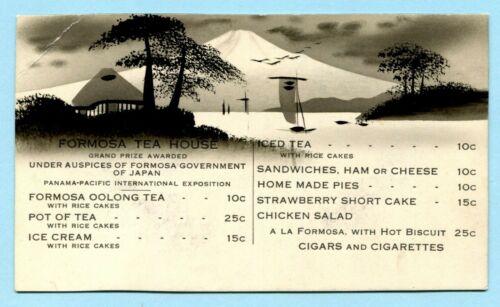 FORMOSA TEA HOUSE
GRAND PRIZE AWARDED
UNDER AUSPICES OF FORMOSA GOVERNMENT
OF JAPAN
PANAMA-PACIFIC INTERNATIONAL EXPOSITION
FORMOSA OOLONG TEA - - 10c
WITH RICE CAKES
POT OF TEA - - - - - 25c
WITH RICE CAKES
ICE CREAM - - - - - 15c
WITH RICE CAKES
ICED TEA - - - - - - 10c
WITH RICE CAKES
SANDWICHES, HAM OR CHEESE - 10c
HOME MADE PIES - - - - 10c
STRAWBERRY SHORT CAKE - 15c
CHICKEN SALAD
A LA FORMOSA, WITH HOT BISCUIT 25c
CIGARS AND CIGARETTES